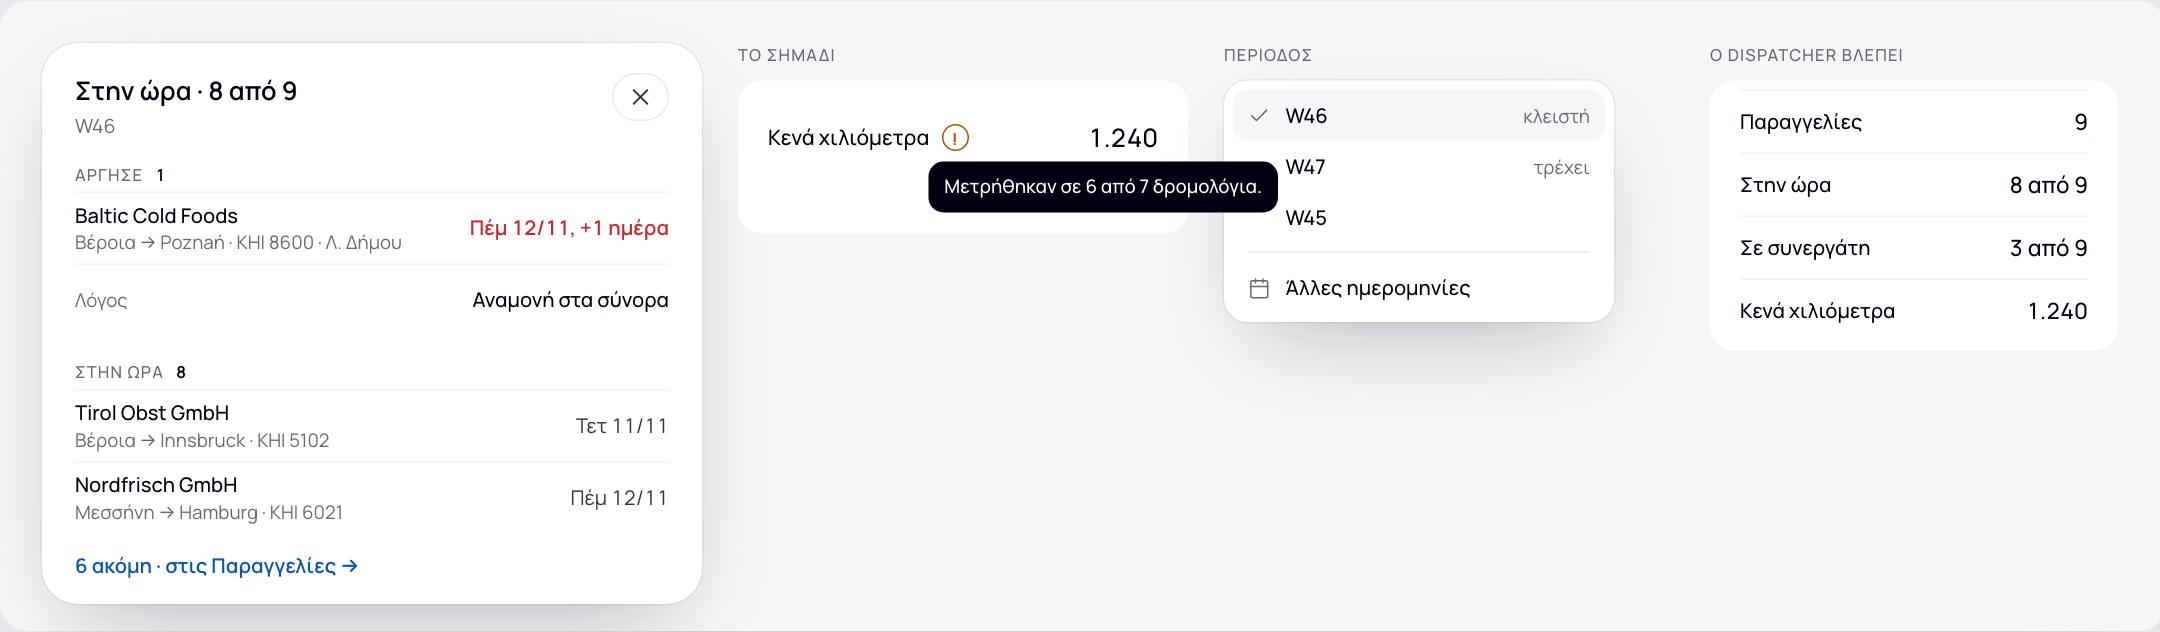 Στην ώρα · 8 από 9
W46
ΑΡΓΗΣΕ 1
Baltic Cold Foods
Βέροια → Poznań · ΚΗΙ 8600 · Λ. Δήμου
Πέμ 12/11, +1 ημέρα
Λόγος
Αναμονή στα σύνορα
ΣΤΗΝ ΩΡΑ 8
Tirol Obst GmbH
Βέροια → Innsbruck · ΚΗΙ 5102
Τετ 11/11
Nordfrisch GmbH
Μεσσήνη → Hamburg · ΚΗΙ 6021
Πέμ 12/11
6 ακόμη · στις Παραγγελίες →
ΤΟ ΣΗΜΑΔΙ
Κενά χιλιόμετρα 1.240
Μετρήθηκαν σε 6 από 7 δρομολόγια.
ΠΕΡΙΟΔΟΣ
W46 κλειστή
W47 τρέχει
W45
Άλλες ημερομηνίες
Ο DISPATCHER ΒΛΕΠΕΙ
Παραγγελίες 9
Στην ώρα 8 από 9
Σε συνεργάτη 3 από 9
Κενά χιλιόμετρα 1.240